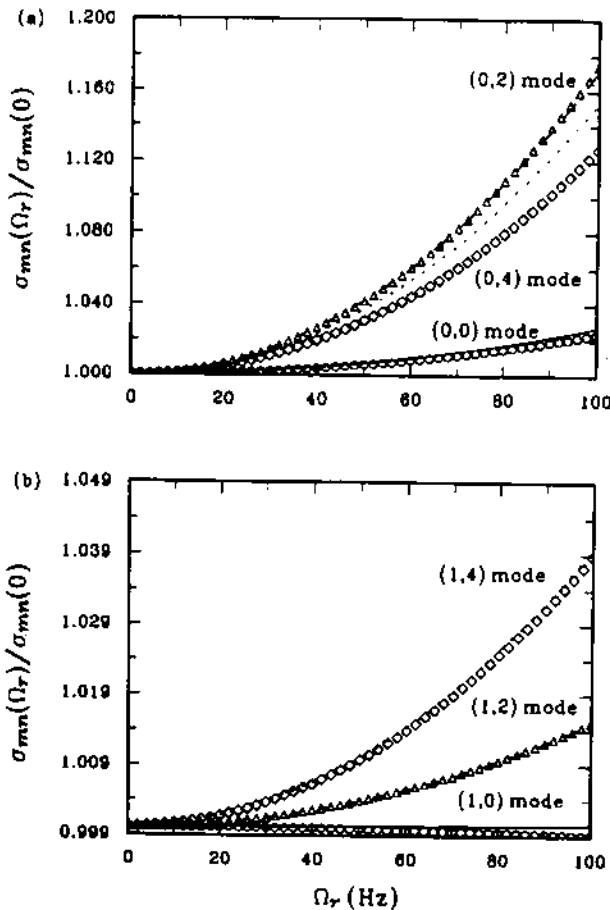 (a)
1.200
1.160
1.120
1.080
1.040
1.000
σmn(Ωr)/σmn(0)
(0,2) mode
(0,4) mode
(0,0) mode
0 20 40 60 80 100
(b)
1.049
1.039
1.029
1.019
1.009
0.999
σmn(Ωr)/σmn(0)
(1,4) mode
(1,2) mode
(1,0) mode
0 20 40 60 80 100
Ωr (Hz)